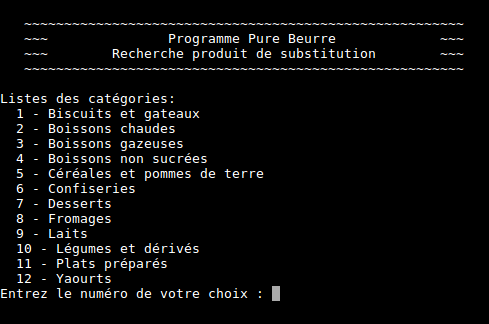 ~~~~~~~~~~~~~~~~~~~~~~~~~~~~~~~~~~~~~~~~~~~~~~~~~~~~~~~
~~~ Programme Pure Beurre ~~~
~~~ Recherche produit de substitution ~~~
~~~~~~~~~~~~~~~~~~~~~~~~~~~~~~~~~~~~~~~~~~~~~~~~~~~~~~~
Listes des catégories:
1 - Biscuits et gateaux
2 - Boissons chaudes
3 - Boissons gazeuses
4 - Boissons non sucrées
5 - Céréales et pommes de terre
6 - Confiseries
7 - Desserts
8 - Fromages
9 - Laits
10 - Légumes et dérivés
11 - Plats préparés
12 - Yaourts
Entrez le numéro de votre choix :